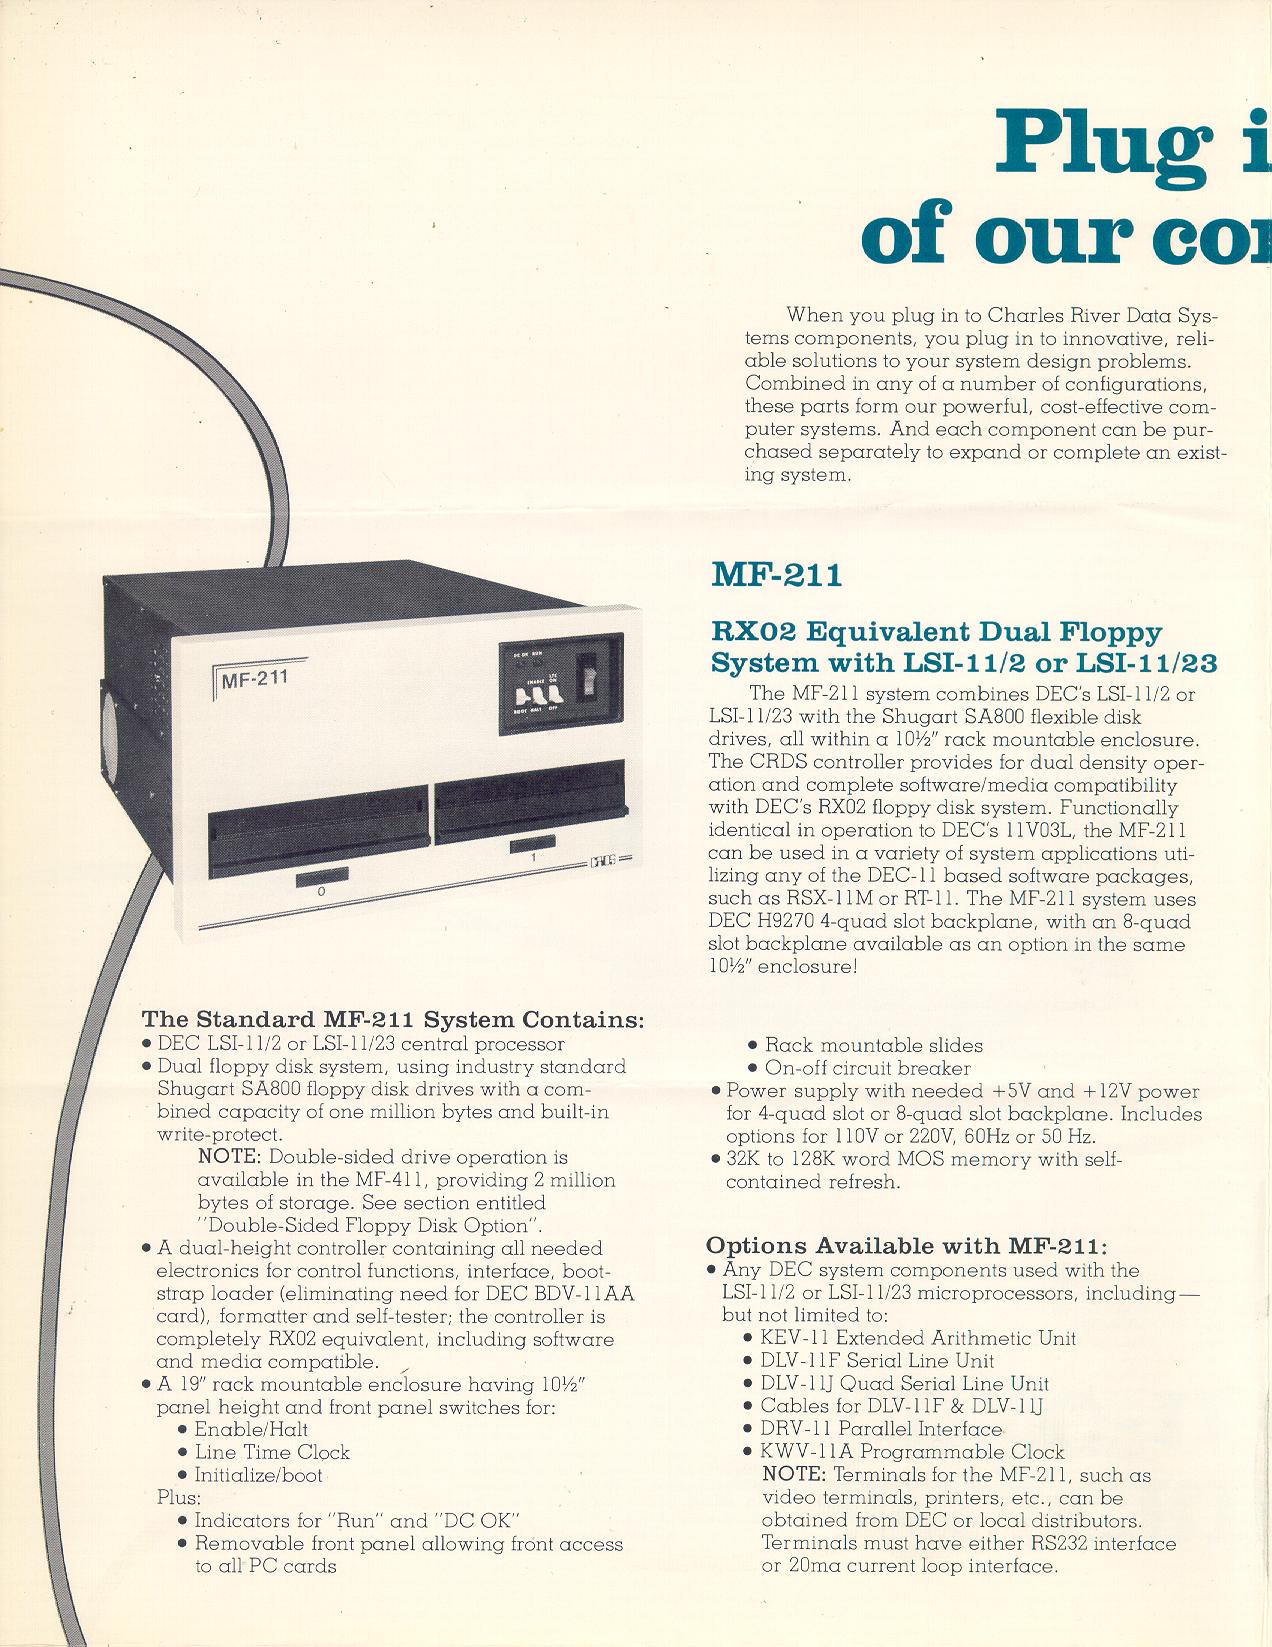 Plug i
of our co
When you plug in to Charles River Data Sys-
tems components, you plug in to innovative, reli-
able solutions to your system design problems.
Combined in any of a number of configurations,
these parts form our powerful, cost-effective com-
puter systems. And each component can be pur-
chased separately to expand or complete an exist-
ing system.
MF-211
DC OK RUN
LTC
ENABLE ON
BOOT HALT OFF
0
1
CRDS
MF-211
RX02 Equivalent Dual Floppy
System with LSI-11/2 or LSI-11/23
The MF-211 system combines DEC's LSI-11/2 or
LSI-11/23 with the Shugart SA800 flexible disk
drives, all within a 10½" rack mountable enclosure.
The CRDS controller provides for dual density oper-
ation and complete software/media compatibility
with DEC's RX02 floppy disk system. Functionally
identical in operation to DEC's 11V03L, the MF-211
can be used in a variety of system applications uti-
lizing any of the DEC-11 based software packages,
such as RSX-11M or RT-11. The MF-211 system uses
DEC H9270 4-quad slot backplane, with an 8-quad
slot backplane available as an option in the same
10½" enclosure!
The Standard MF-211 System Contains:
• DEC LSI-11/2 or LSI-11/23 central processor
• Dual floppy disk system, using industry standard
Shugart SA800 floppy disk drives with a com-
bined capacity of one million bytes and built-in
write-protect.
NOTE: Double-sided drive operation is
available in the MF-411, providing 2 million
bytes of storage. See section entitled
"Double-Sided Floppy Disk Option".
• A dual-height controller containing all needed
electronics for control functions, interface, boot-
strap loader (eliminating need for DEC BDV-11AA
card), formatter and self-tester; the controller is
completely RX02 equivalent, including software
and media compatible.
• A 19" rack mountable enclosure having 10½"
panel height and front panel switches for:
• Enable/Halt
• Line Time Clock
• Initialize/boot
Plus:
• Indicators for "Run" and "DC OK"
• Removable front panel allowing front access
to all PC cards
• Rack mountable slides
• On-off circuit breaker
• Power supply with needed +5V and +12V power
for 4-quad slot or 8-quad slot backplane. Includes
options for 110V or 220V, 60Hz or 50 Hz.
• 32K to 128K word MOS memory with self-
contained refresh.
Options Available with MF-211:
• Any DEC system components used with the
LSI-11/2 or LSI-11/23 microprocessors, including—
but not limited to:
• KEV-11 Extended Arithmetic Unit
• DLV-11F Serial Line Unit
• DLV-11J Quad Serial Line Unit
• Cables for DLV-11F & DLV-11J
• DRV-11 Parallel Interface
• KWV-11A Programmable Clock
NOTE: Terminals for the MF-211, such as
video terminals, printers, etc., can be
obtained from DEC or local distributors.
Terminals must have either RS232 interface
or 20ma current loop interface.